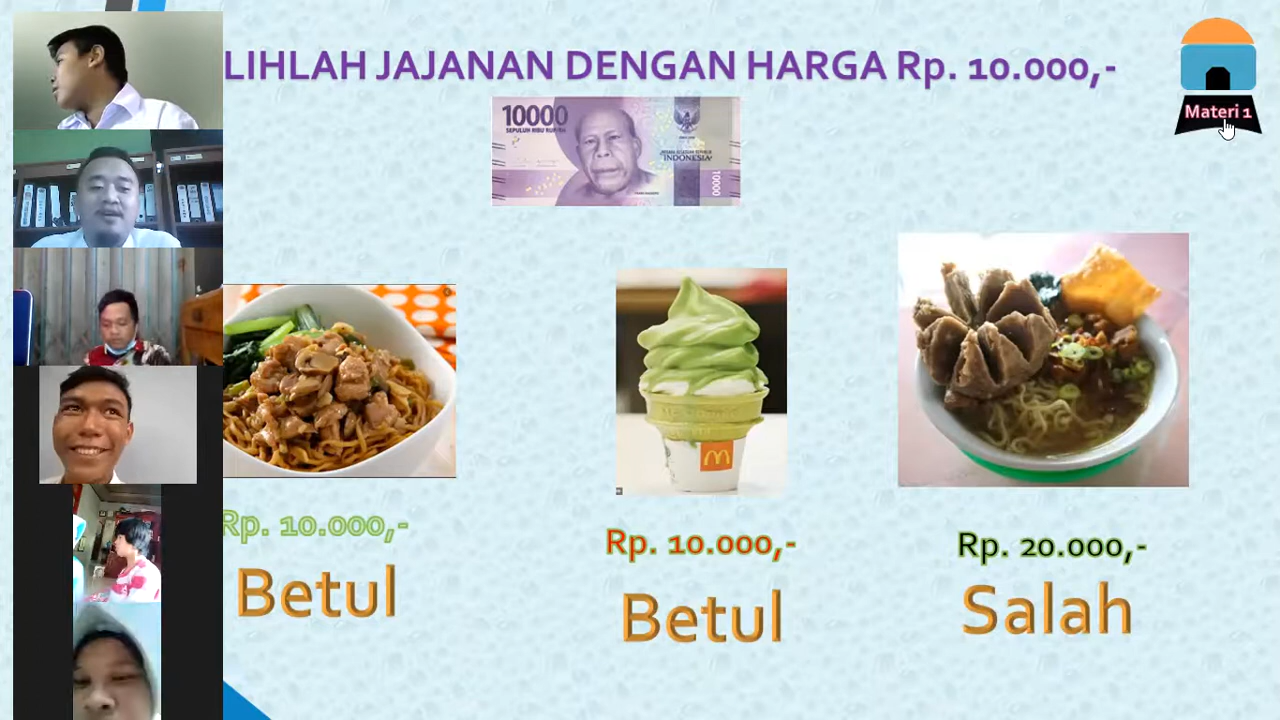 LIHLAH JAJANAN DENGAN HARGA Rp. 10.000,-
Materi 1
10000
SEPULUH RIBU RUPIAH
INDONESIA
10000
Rp. 10.000,-
Betul
Rp. 10.000,-
Betul
Rp. 20.000,-
Salah